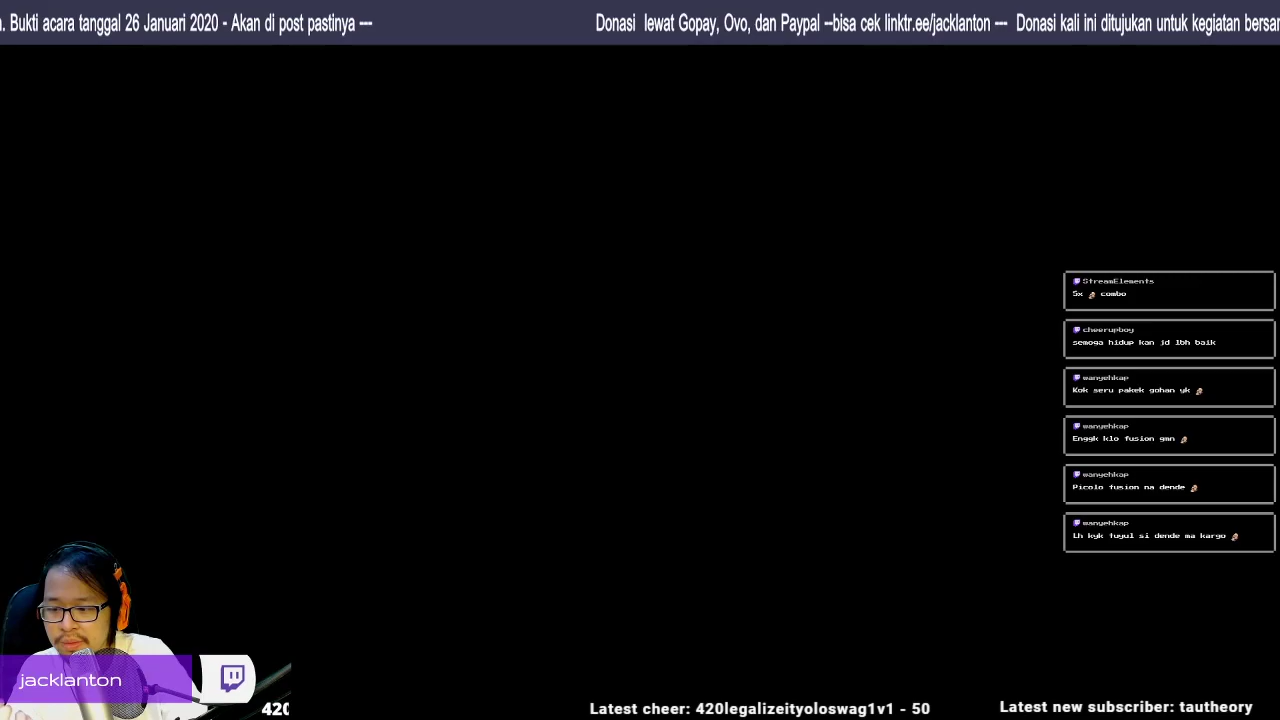 . Bukti acara tanggal 26 Januari 2020 - Akan di post pastinya ---
Donasi lewat Gopay, Ovo, dan Paypal --bisa cek linktr.ee/jacklanton --- Donasi kali ini ditujukan untuk kegiatan bersar
StreamElements
5x combo
cheerupboy
semoga hidup kan jd lbh baik
wanyehkap
Kok seru pakek gohan yk
wanyehkap
Enggk klo fusion gmn
wanyehkap
Picolo fusion na dende
wanyehkap
Lh kyk tuyul si dende ma kargo
jacklanton
420
Latest cheer: 420legalizeityoloswag1v1 - 50
Latest new subscriber: tautheory